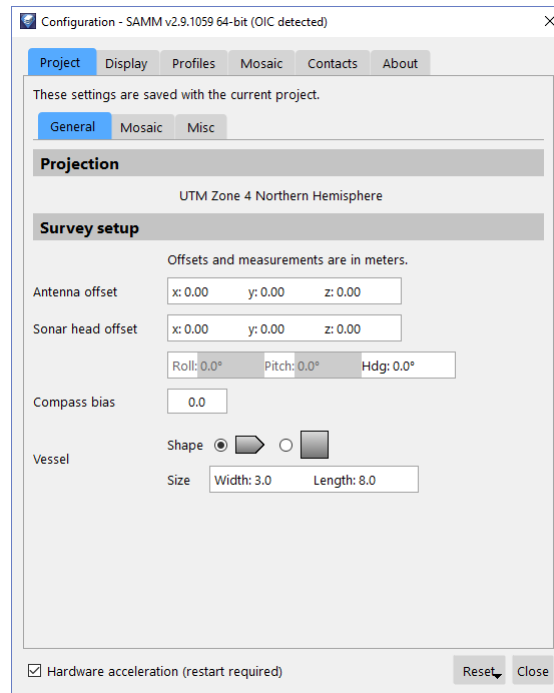 Configuration - SAMM v2.9.1059 64-bit (OIC detected)
Project Display Profiles Mosaic Contacts About
These settings are saved with the current project.
General Mosaic Misc
Projection
UTM Zone 4 Northern Hemisphere
Survey setup
Offsets and measurements are in meters.
Antenna offset x: 0.00 y: 0.00 z: 0.00
Sonar head offset x: 0.00 y: 0.00 z: 0.00
Roll: 0.0° Pitch: 0.0° Hdg: 0.0°
Compass bias 0.0
Vessel Shape
Size Width: 3.0 Length: 8.0
Hardware acceleration (restart required) Reset Close